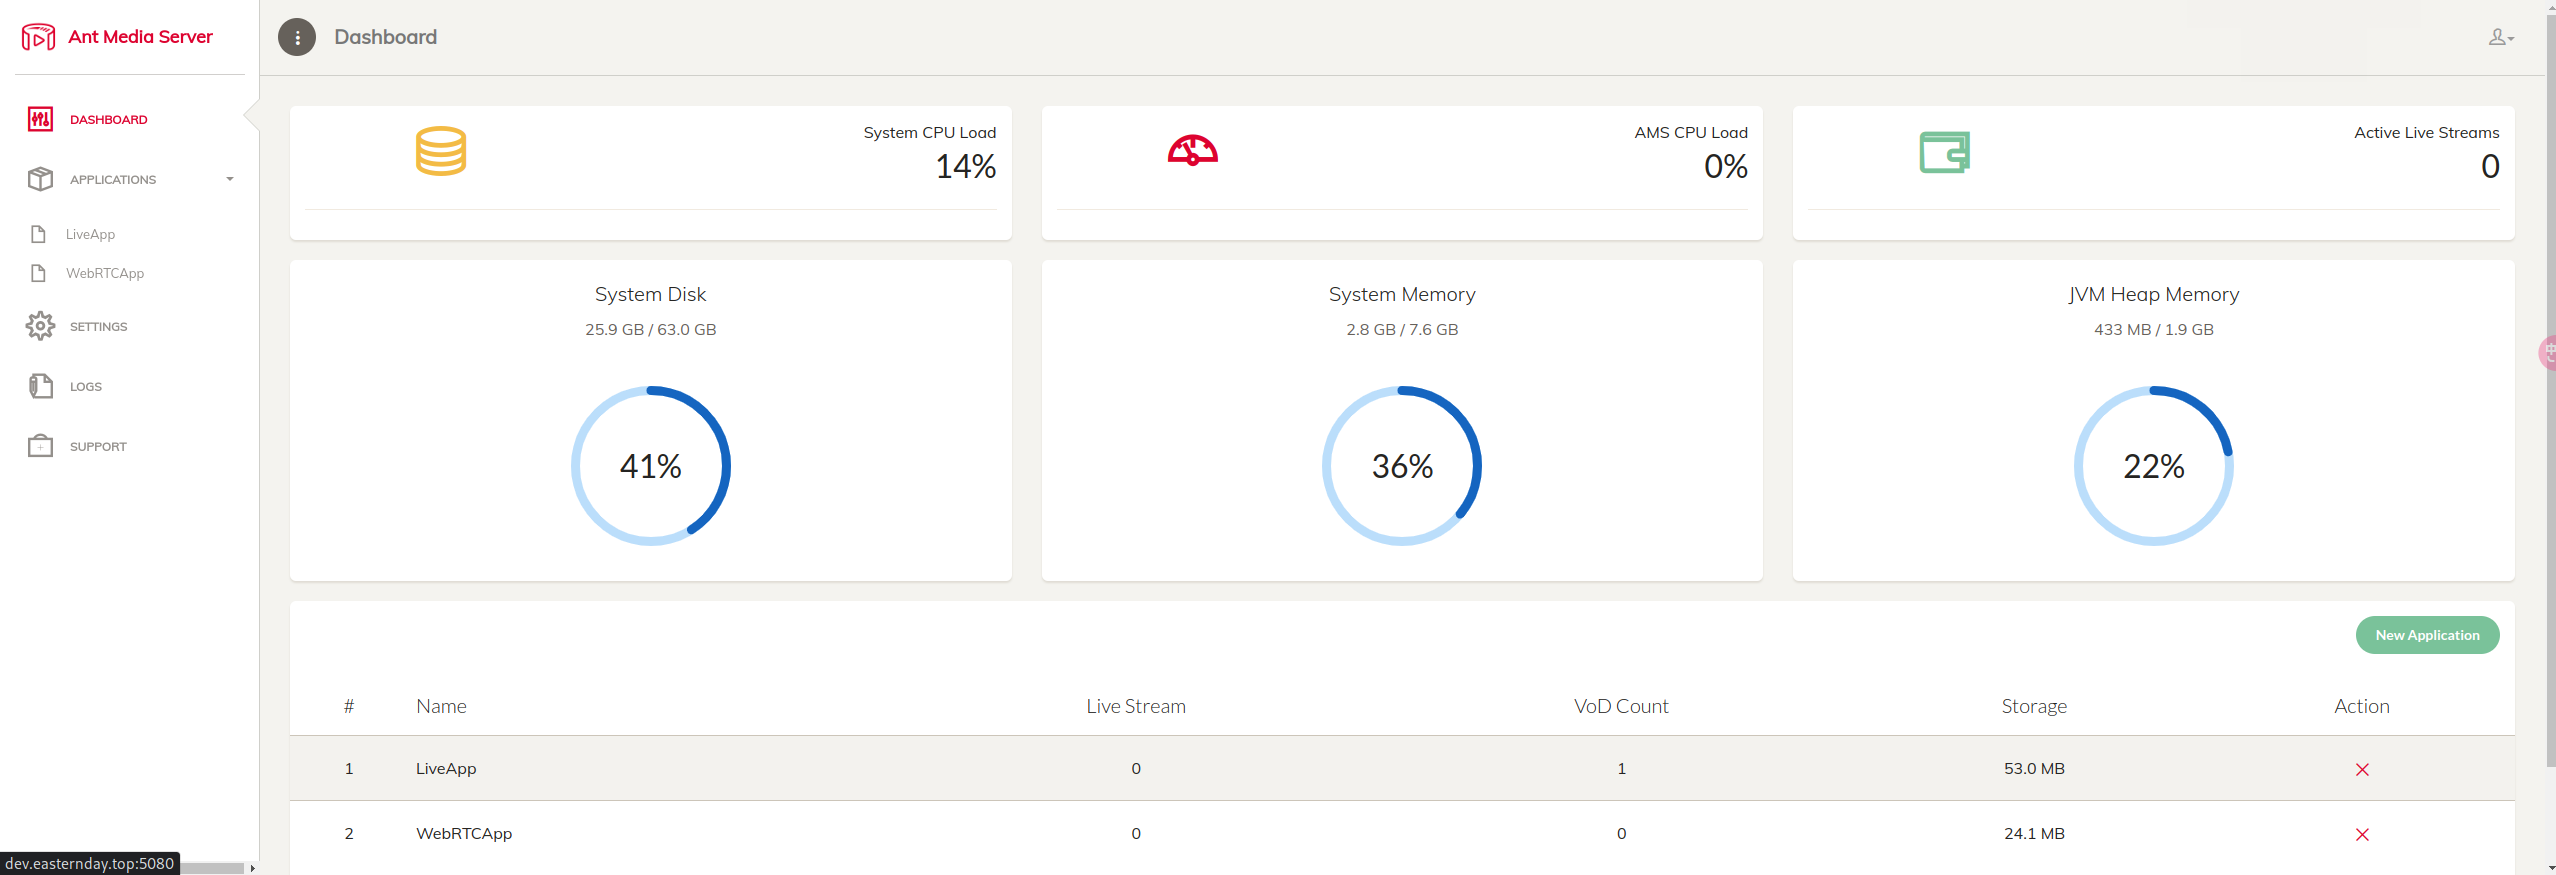 Ant Media Server
Dashboard
DASHBOARD
APPLICATIONS
LiveApp
WebRTCApp
SETTINGS
LOGS
SUPPORT
System CPU Load
14%
AMS CPU Load
0%
Active Live Streams
0
System Disk
25.9 GB / 63.0 GB
41%
System Memory
2.8 GB / 7.6 GB
36%
JVM Heap Memory
433 MB / 1.9 GB
22%
New Application
# Name Live Stream VoD Count Storage Action
1 LiveApp 0 1 53.0 MB
2 WebRTCApp 0 0 24.1 MB
dev.easternday.top:5080